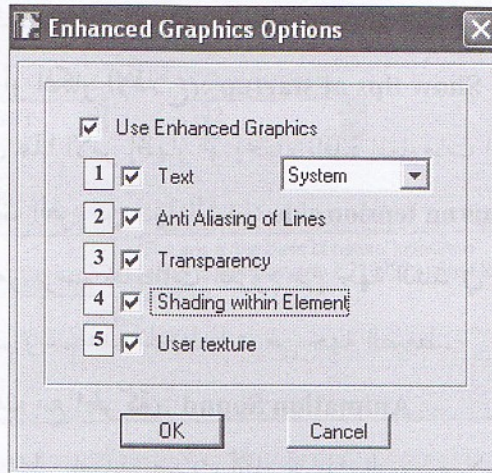 Enhanced Graphics Options
Use Enhanced Graphics
1 Text System
2 Anti Aliasing of Lines
3 Transparency
4 Shading within Element
5 User texture
OK Cancel